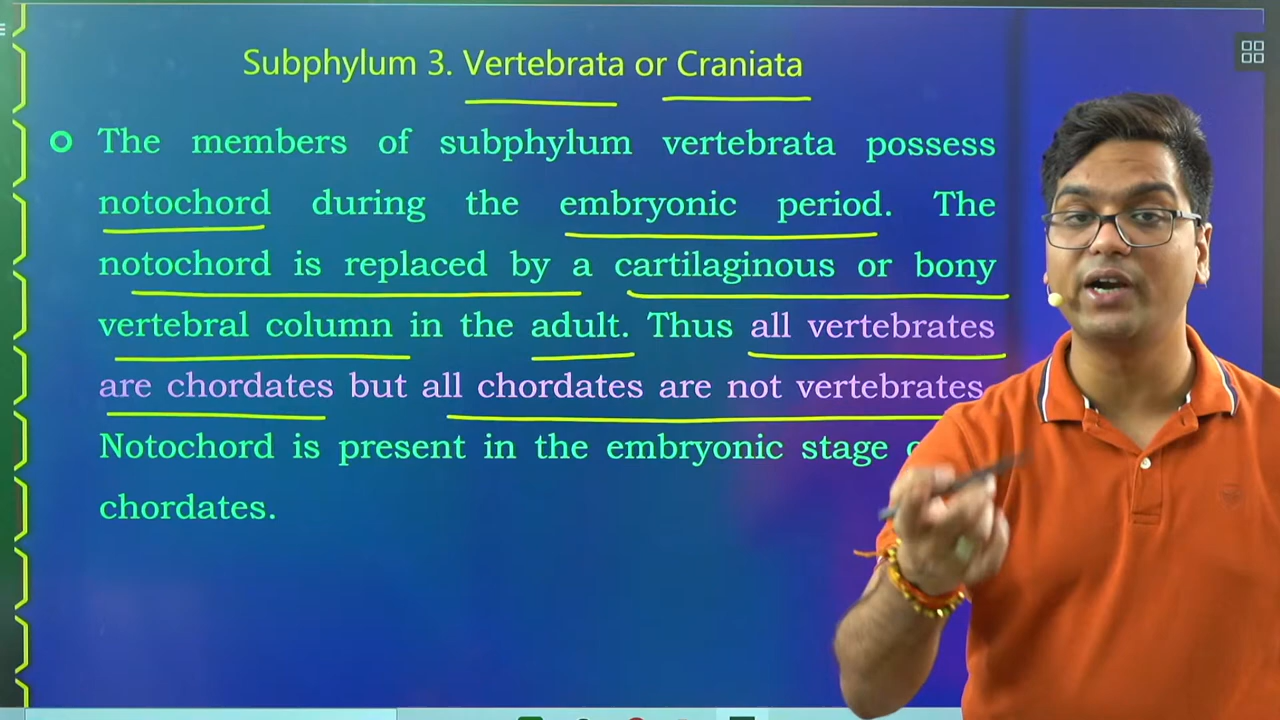 Subphylum 3. Vertebrata or Craniata
The members of subphylum vertebrata possess
notochord during the embryonic period. The
notochord is replaced by a cartilaginous or bony
vertebral column in the adult. Thus all vertebrates
are chordates but all chordates are not vertebrates
Notochord is present in the embryonic stage
chordates.